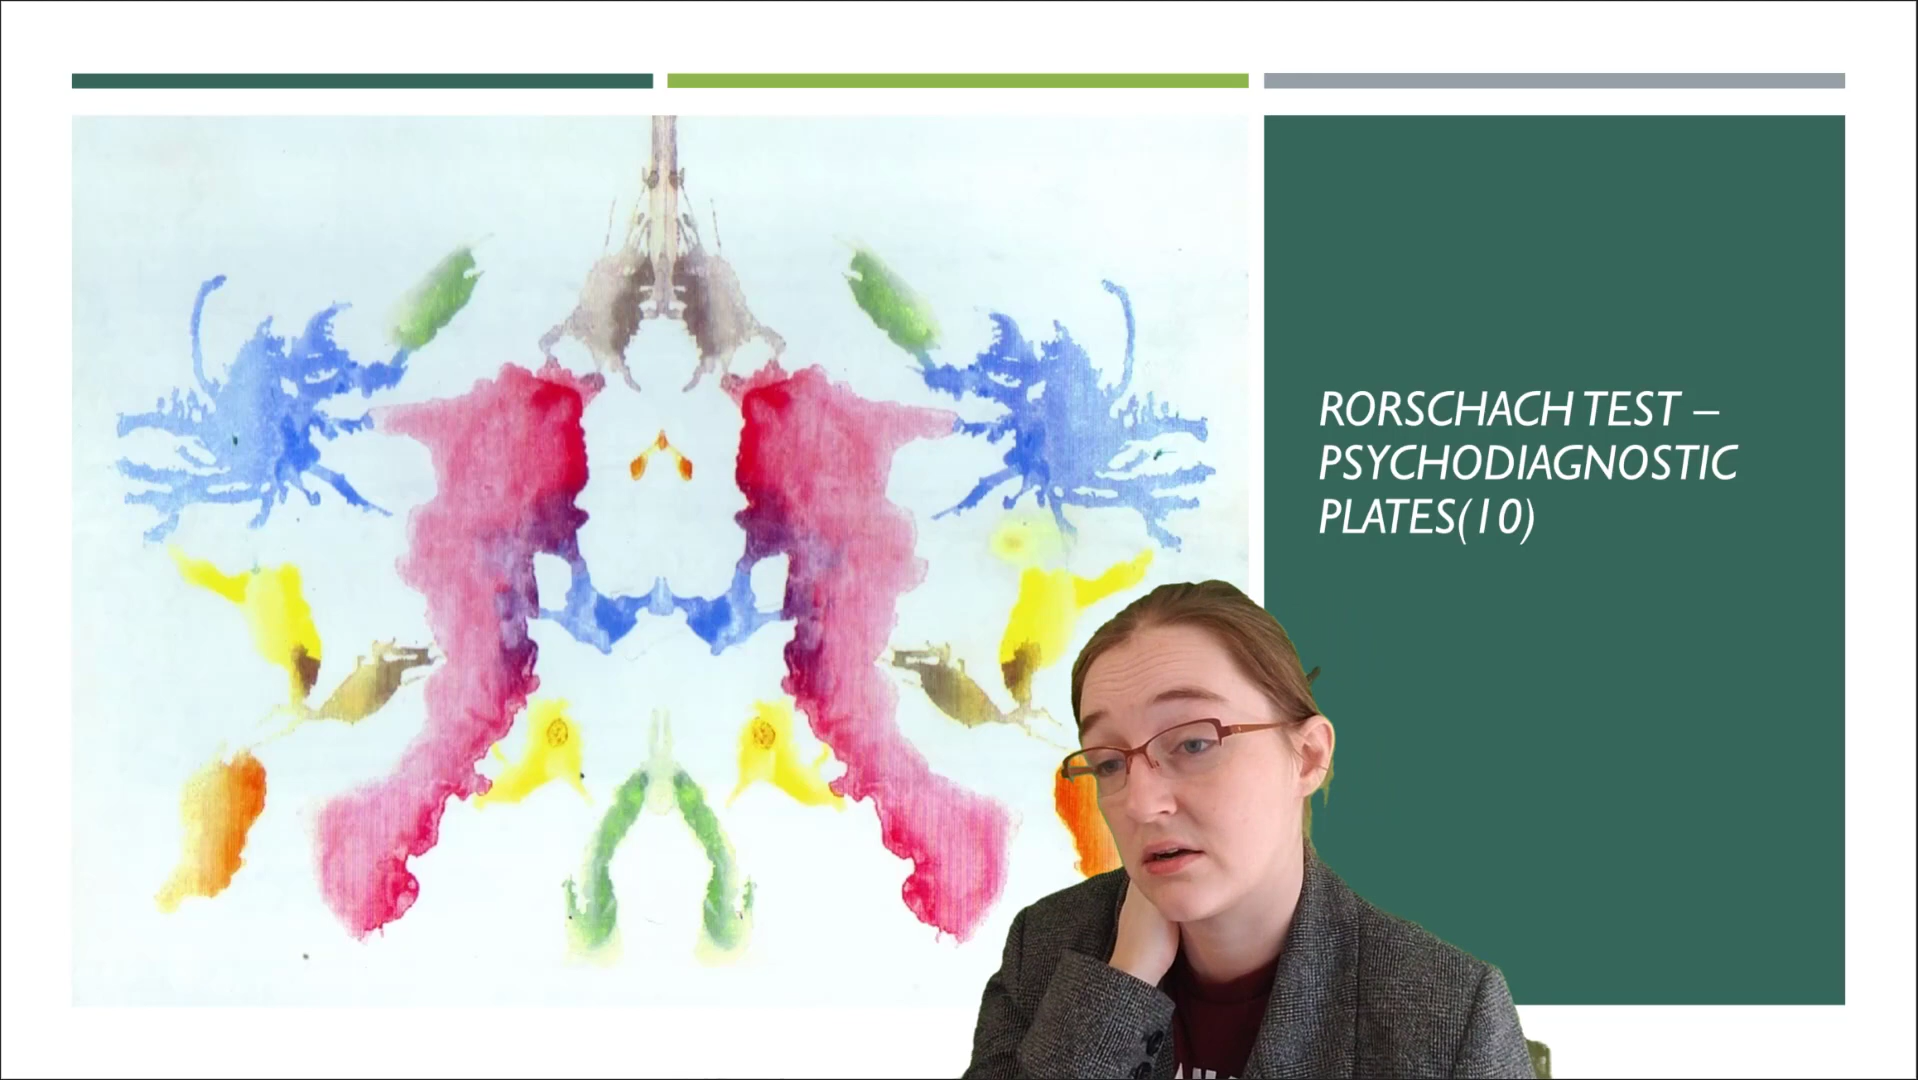 RORSCHACH TEST –
PSYCHODIAGNOSTIC
PLATES(10)